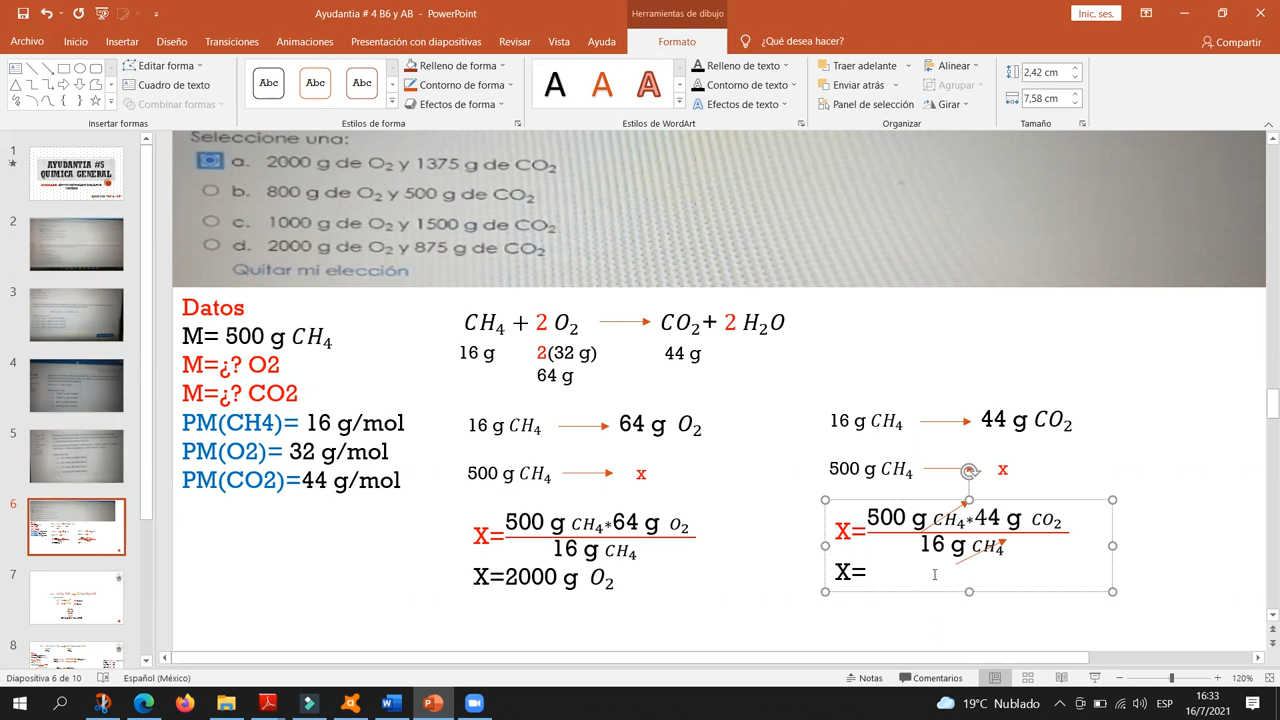 Ayudantia # 4 B6 y AB - PowerPoint
Herramientas de dibujo
Inic. ses.
Archivo Inicio Insertar Diseño Transiciones Animaciones Presentación con diapositivas Revisar Vista Ayuda Formato ¿Qué desea hacer? Compartir
Editar forma
Cuadro de texto
Combinar formas
Insertar formas
Abc Abc Abc
Relleno de forma
Contorno de forma
Efectos de forma
Estilos de forma
A A A
Relleno de texto
Contorno de texto
Efectos de texto
Estilos de WordArt
Traer adelante
Enviar atrás
Panel de selección
Alinear
Agrupar
Girar
Organizar
2,42 cm
7,58 cm
Tamaño
1
AYUDANTIA #5
QUIMICA GENERAL
2
3
4
5
6
7
8
Seleccione una:
a. 2000 g de O₂ y 1375 g de CO₂
b. 800 g de O₂ y 500 g de CO₂
c. 1000 g de O₂ y 1500 g de CO₂
d. 2000 g de O₂ y 875 g de CO₂
Quitar mi elección
Datos
M= 500 g CH₄
M=¿? O2
M=¿? CO2
PM(CH4)= 16 g/mol
PM(O2)= 32 g/mol
PM(CO2)=44 g/mol
CH₄ + 2 O₂ → CO₂+ 2 H₂O
16 g 2(32 g) 44 g
64 g
16 g CH₄ → 64 g O₂
500 g CH₄ → x
500 g CH₄*64 g O₂
X=
16 g CH₄
X=2000 g O₂
16 g CH₄ → 44 g CO₂
500 g CH₄ → x
500 g CH₄*44 g CO₂
X=
16 g CH₄
X=
Diapositiva 6 de 10 Español (México) Notas Comentarios 120%
19°C Nublado ESP 16:33
16/7/2021